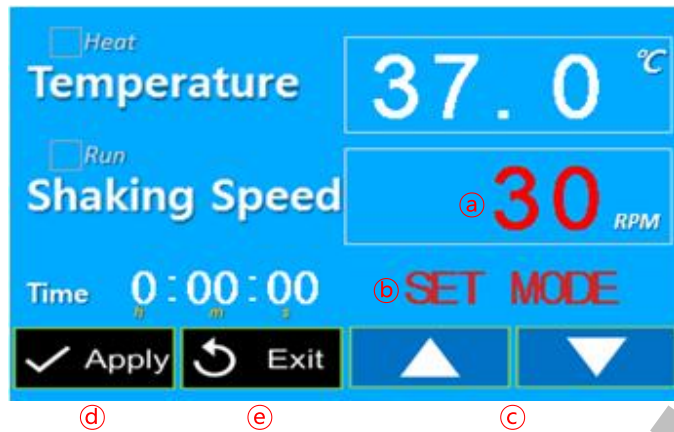 Heat
Temperature 37.0 ℃
Run
Shaking Speed ⓐ 30 RPM
Time 0:00:00 ⓑ SET MODE
h m s
Apply Exit
ⓓ ⓔ ⓒ